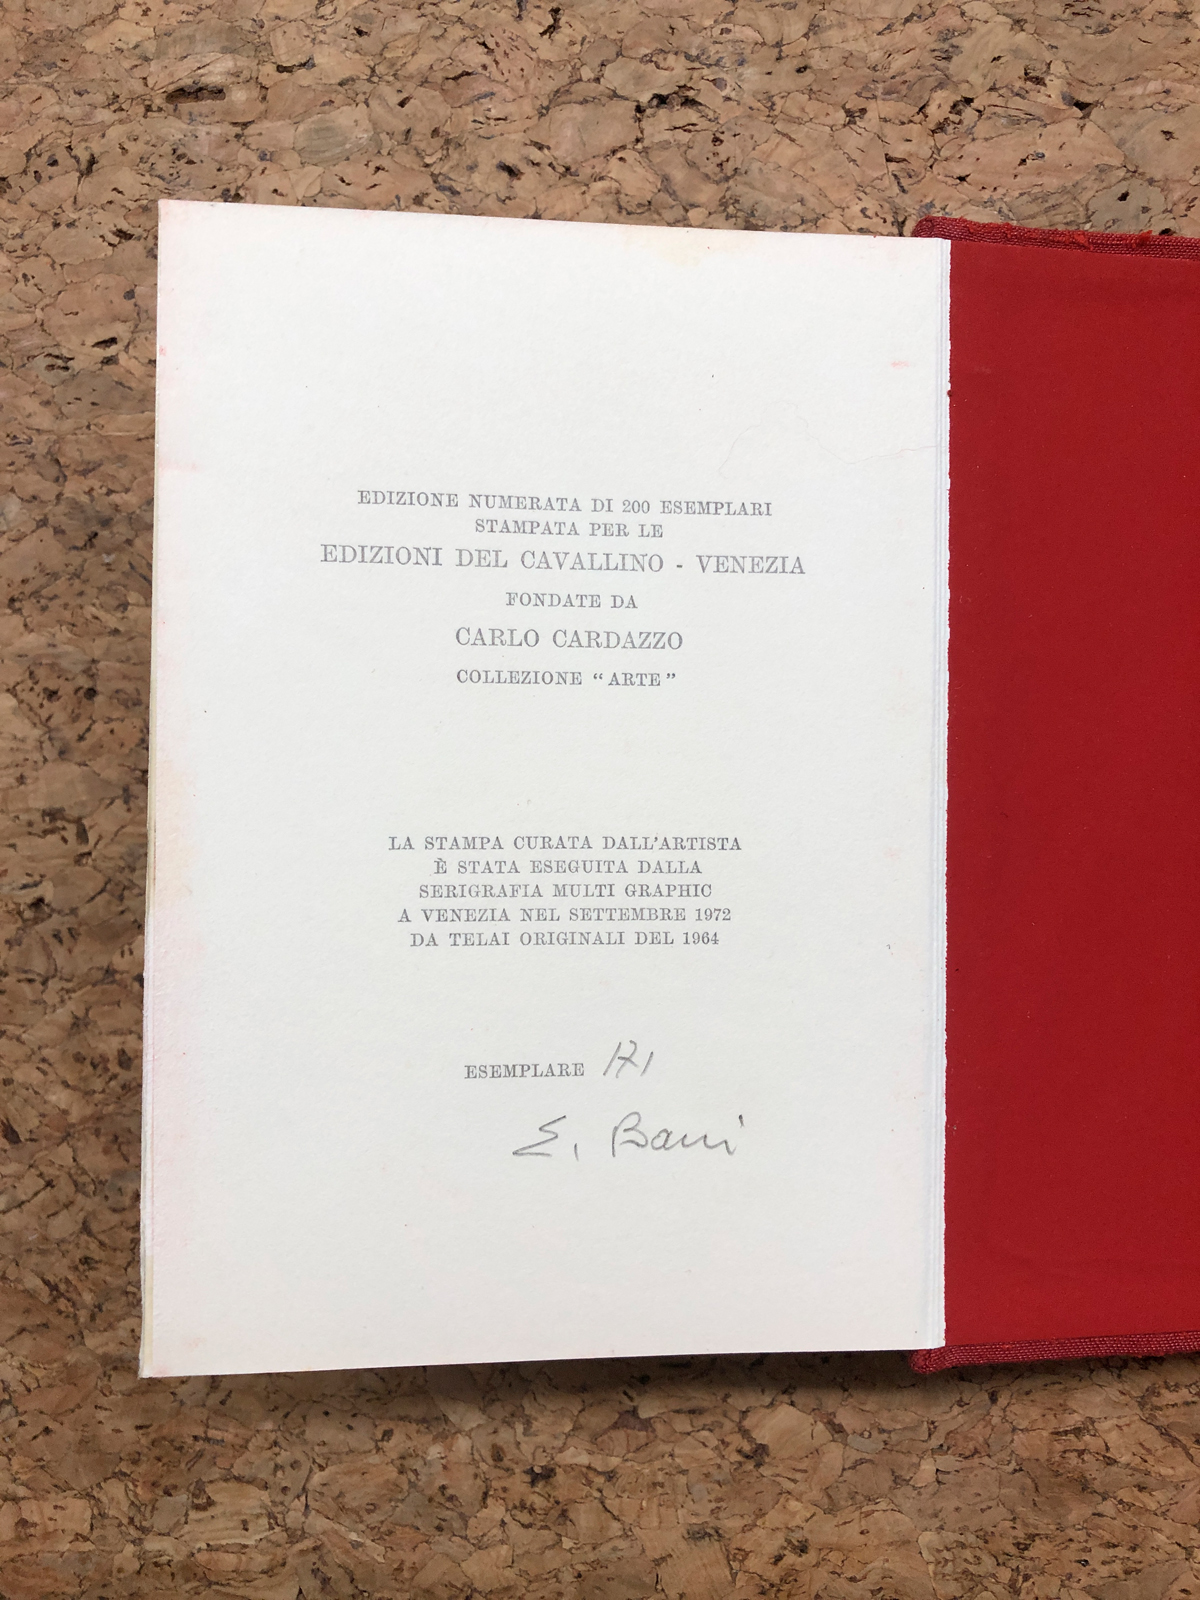 EDIZIONE NUMERATA DI 200 ESEMPLARI
STAMPATA PER LE
EDIZIONI DEL CAVALLINO - VENEZIA
FONDATE DA
CARLO CARDAZZO
COLLEZIONE “ARTE”
LA STAMPA CURATA DALL'ARTISTA
È STATA ESEGUITA DALLA
SERIGRAFIA MULTI GRAPHIC
A VENEZIA NEL SETTEMBRE 1972
DA TELAI ORIGINALI DEL 1964
ESEMPLARE 171
E.